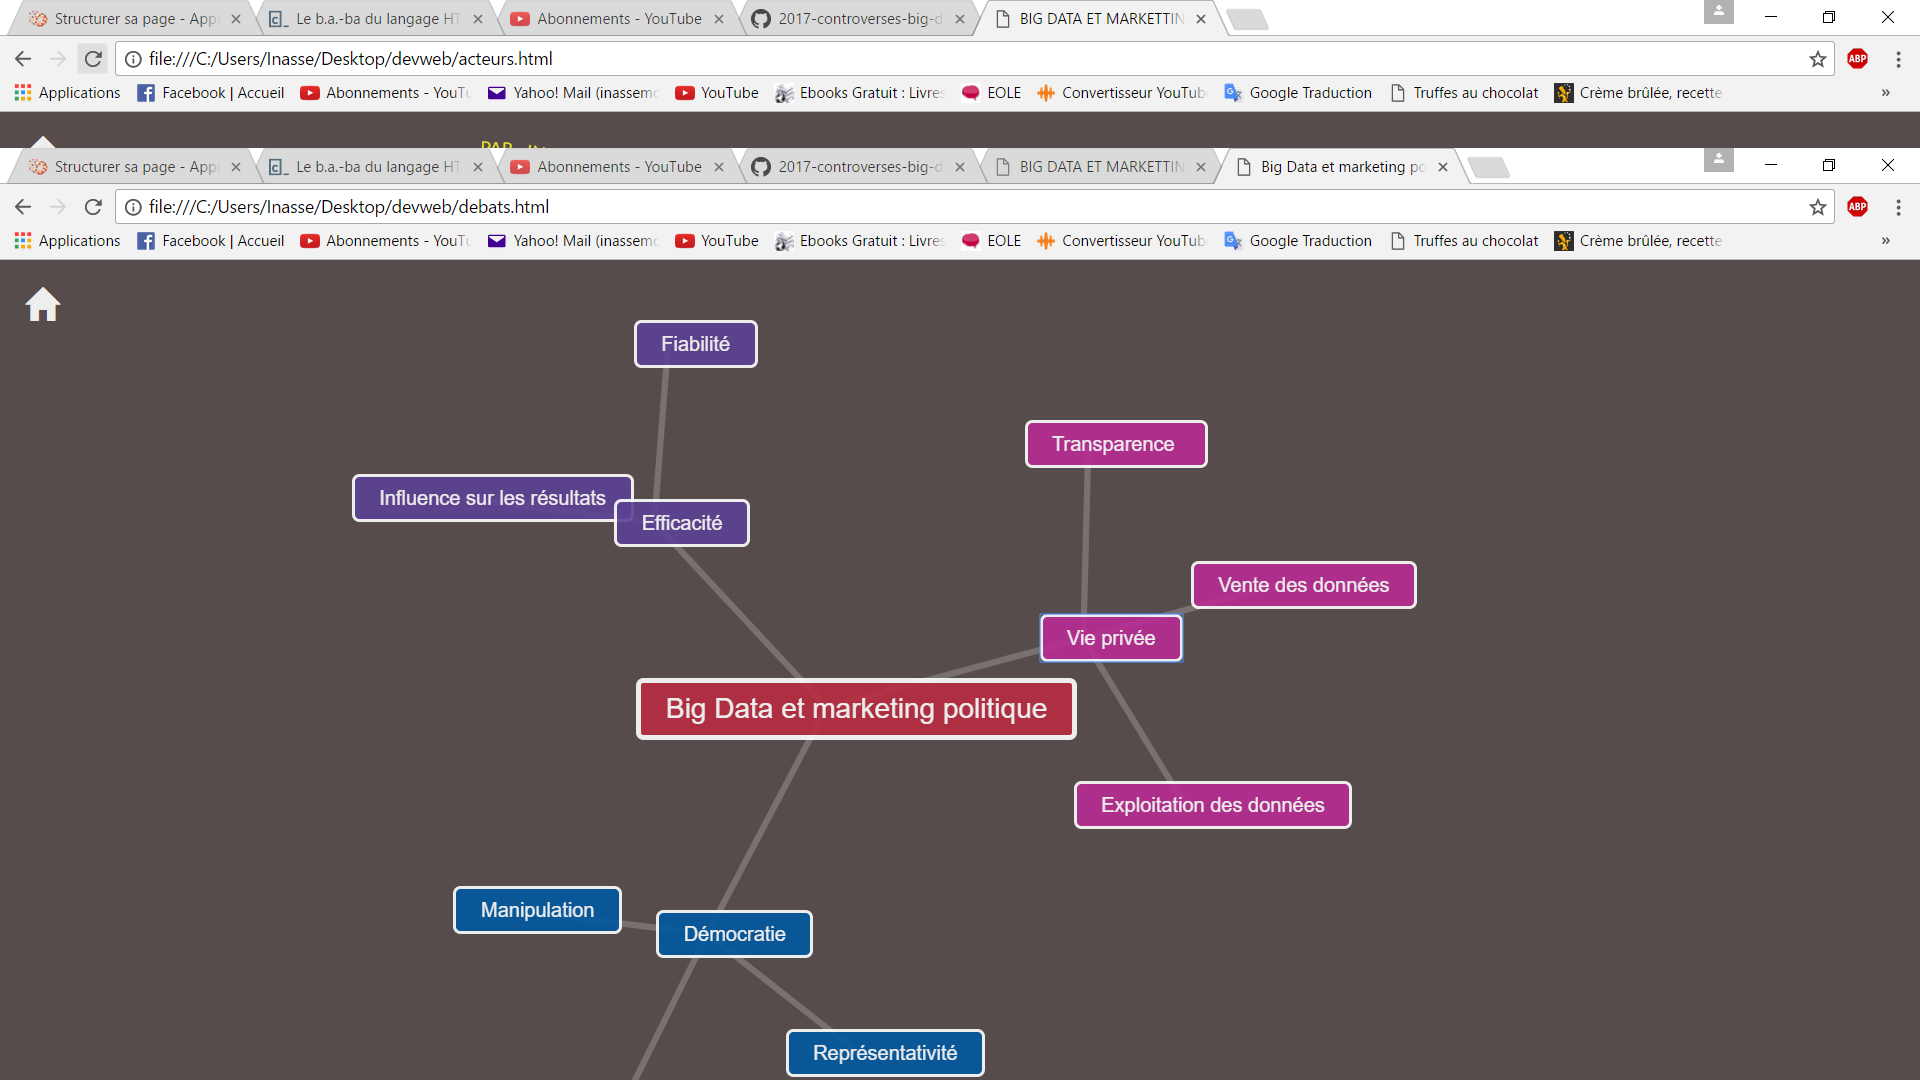 Structurer sa page - Appr
Le b.a.-ba du langage HT
Abonnements - YouTube
2017-controverses-big-d
BIG DATA ET MARKETTIN
file:///C:/Users/Inasse/Desktop/devweb/acteurs.html
ABP
Applications
Facebook | Accueil
Abonnements - YouTu
Yahoo! Mail (inassemo
YouTube
Ebooks Gratuit : Livres
EOLE
Convertisseur YouTub
Google Traduction
Truffes au chocolat
Crème brûlée, recette
»
Structurer sa page - Appr
Le b.a.-ba du langage HT
Abonnements - YouTube
2017-controverses-big-d
BIG DATA ET MARKETTIN
Big Data et marketing po
file:///C:/Users/Inasse/Desktop/devweb/debats.html
ABP
Applications
Facebook | Accueil
Abonnements - YouTu
Yahoo! Mail (inassemo
YouTube
Ebooks Gratuit : Livres
EOLE
Convertisseur YouTub
Google Traduction
Truffes au chocolat
Crème brûlée, recette
»
Fiabilité
Transparence
Influence sur les résultats
Efficacité
Vente des données
Vie privée
Big Data et marketing politique
Exploitation des données
Manipulation
Démocratie
Représentativité